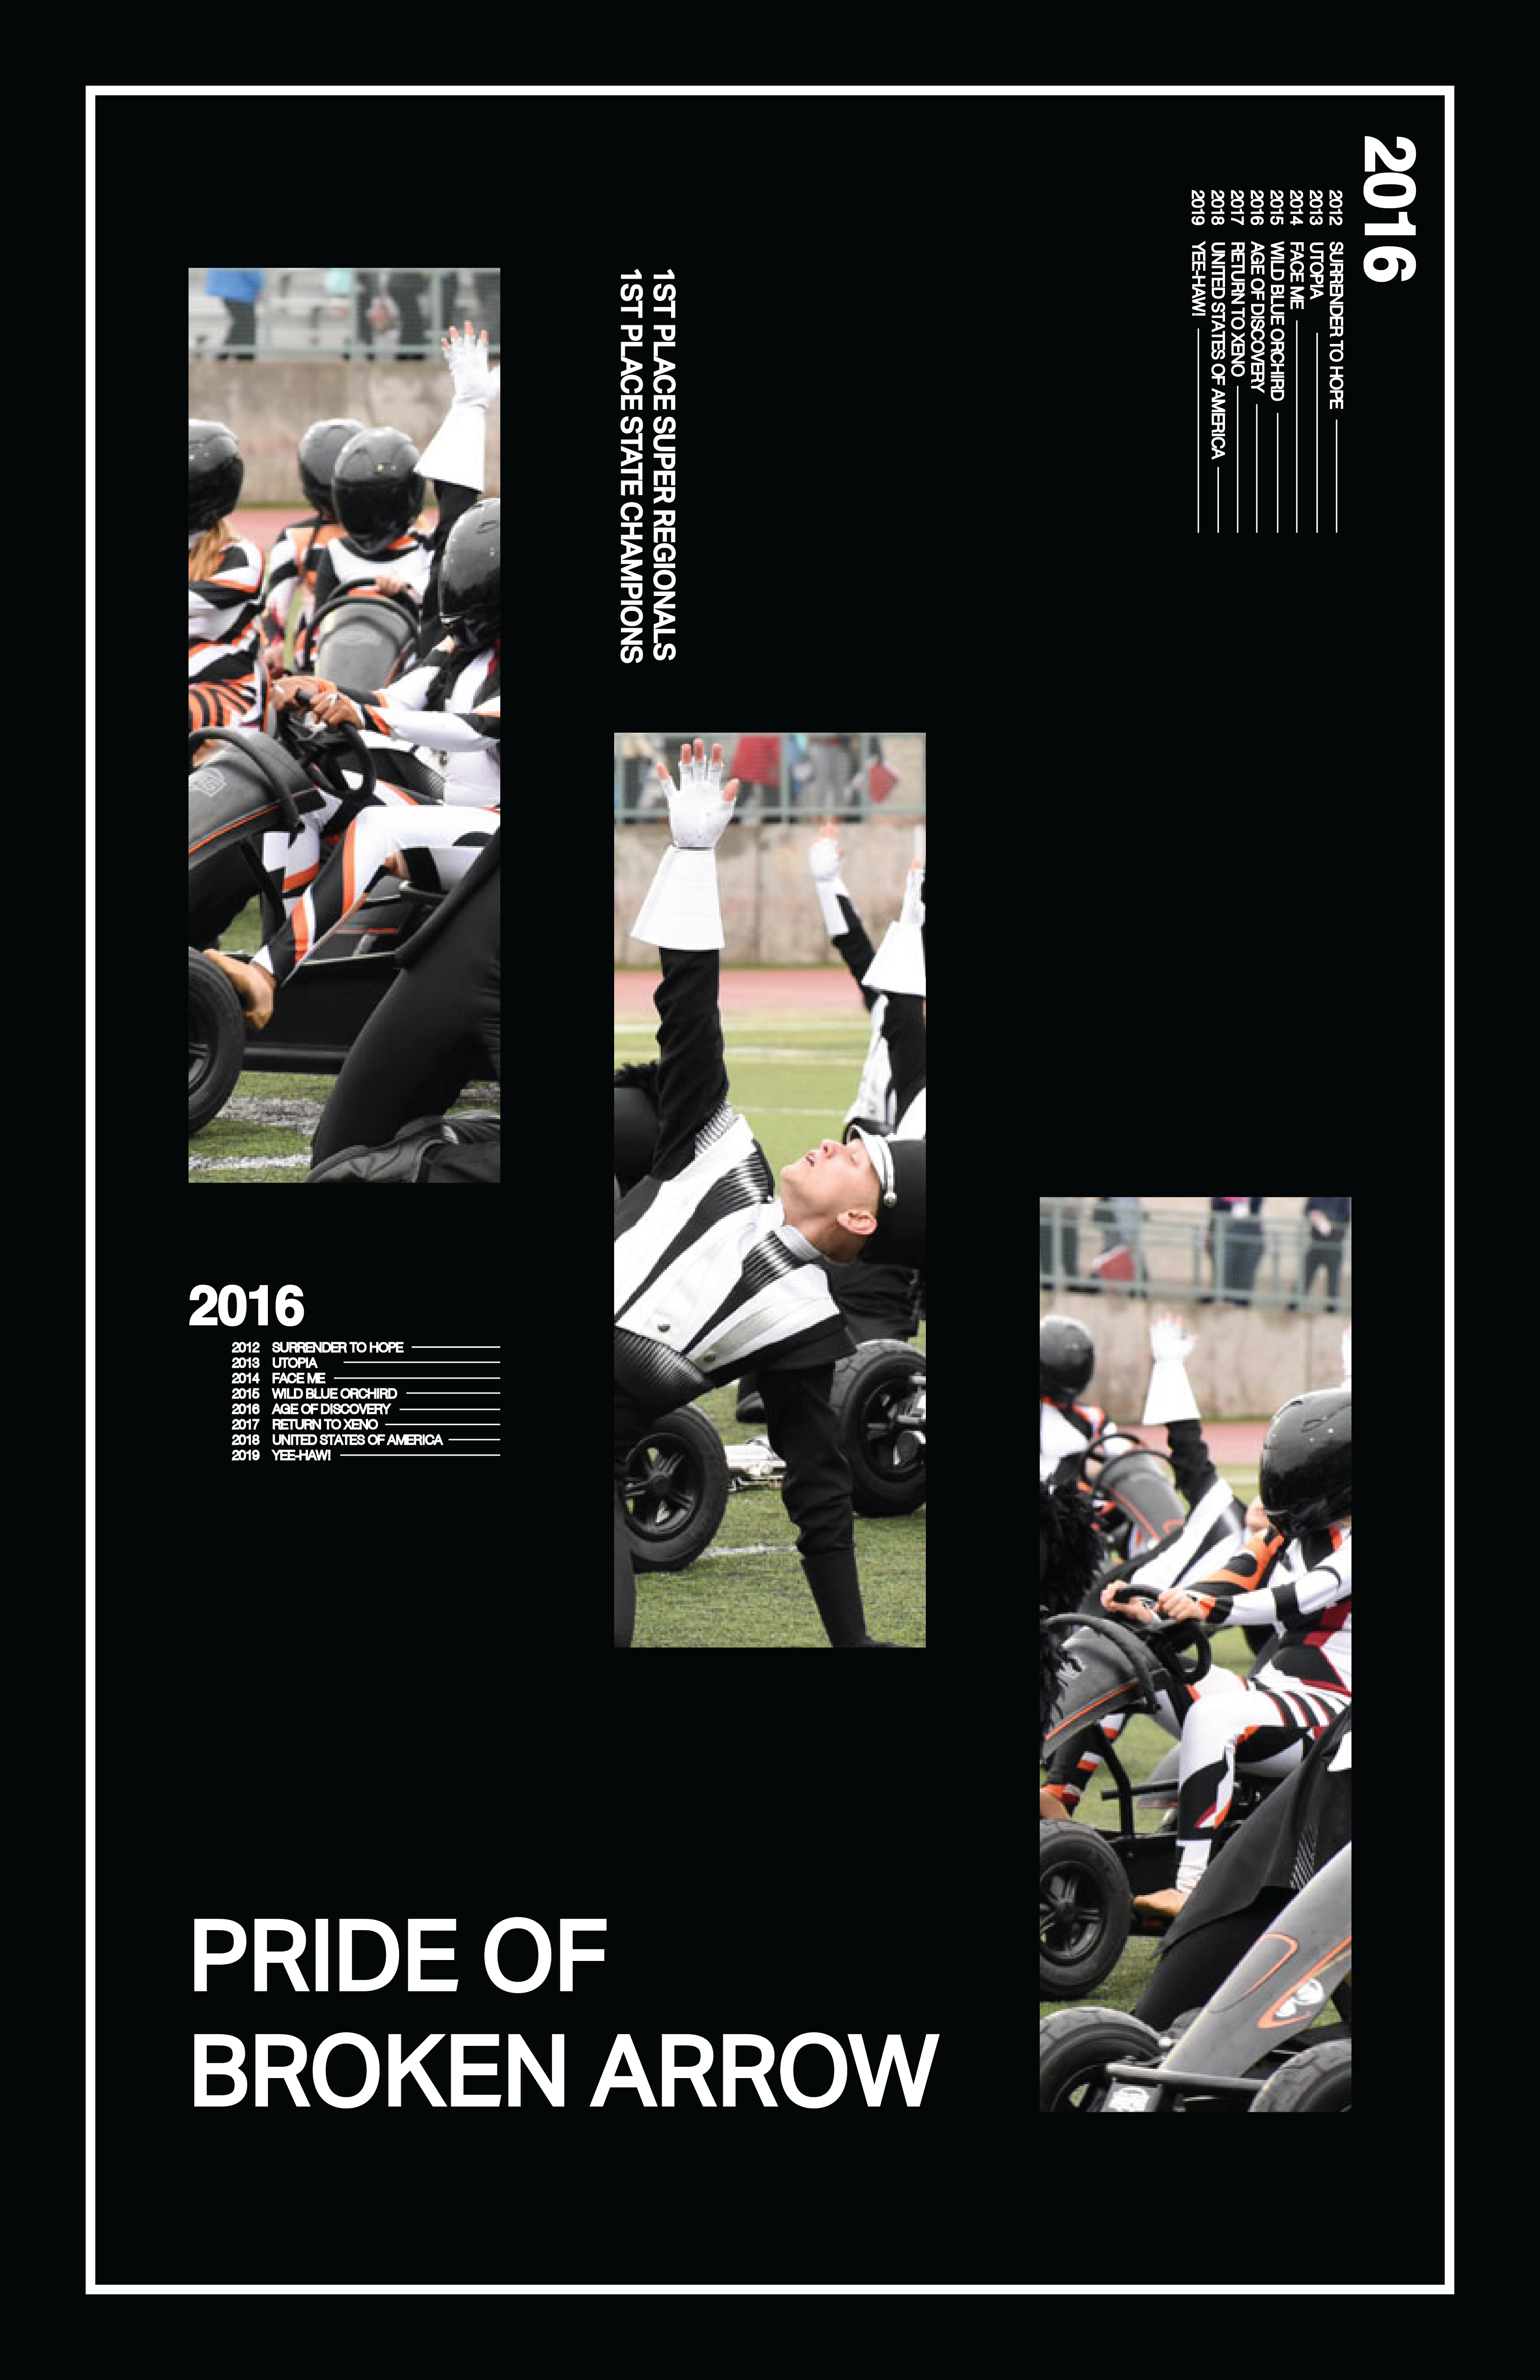 2016
2012 SURRENDER TO HOPE
2013 UTOPIA
2014 FACE ME
2015 WILD BLUE ORCHIRD
2016 AGE OF DISCOVERY
2017 RETURN TO XENO
2018 UNITED STATES OF AMERICA
2019 YEE-HAW!
1ST PLACE SUPER REGIONALS
1ST PLACE STATE CHAMPIONS
2016
2012 SURRENDER TO HOPE
2013 UTOPIA
2014 FACE ME
2015 WILD BLUE ORCHIRD
2016 AGE OF DISCOVERY
2017 RETURN TO XENO
2018 UNITED STATES OF AMERICA
2019 YEE-HAW!
PRIDE OF
BROKEN ARROW